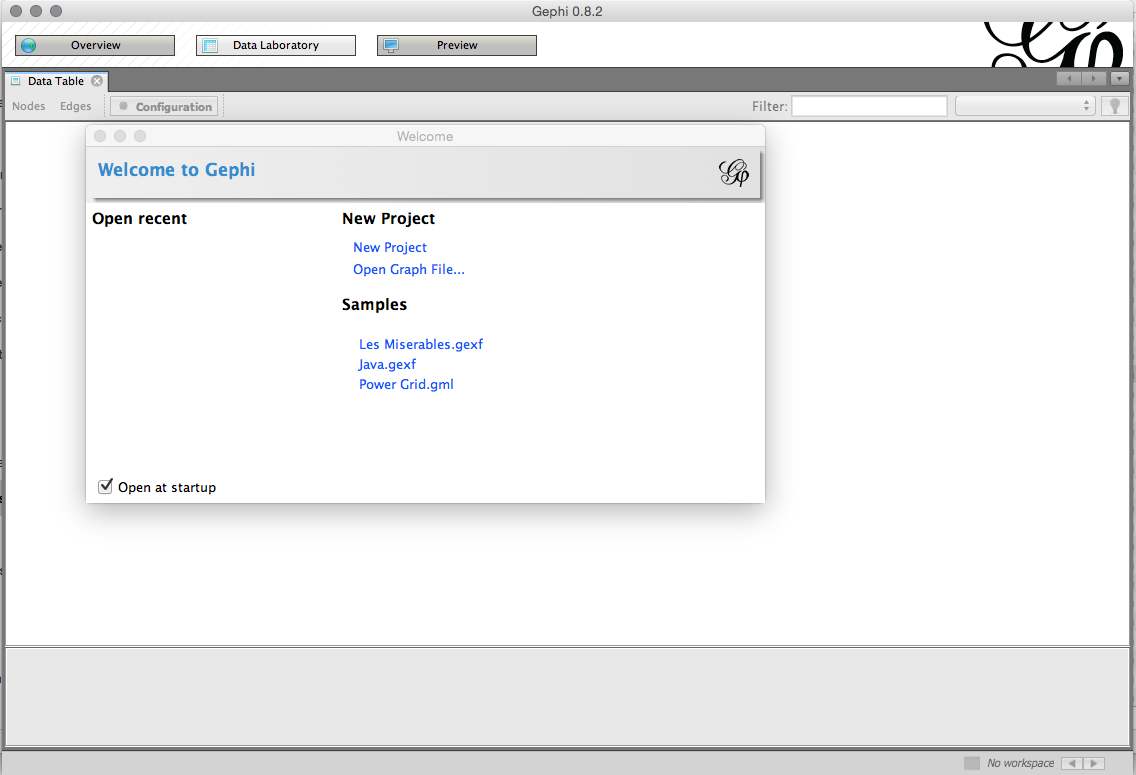 Gephi 0.8.2
Overview
Data Laboratory
Preview
Data Table
Nodes
Edges
Configuration
Filter:
Welcome
Welcome to Gephi
Open recent
New Project
New Project
Open Graph File...
Samples
Les Miserables.gexf
Java.gexf
Power Grid.gml
Open at startup
No workspace